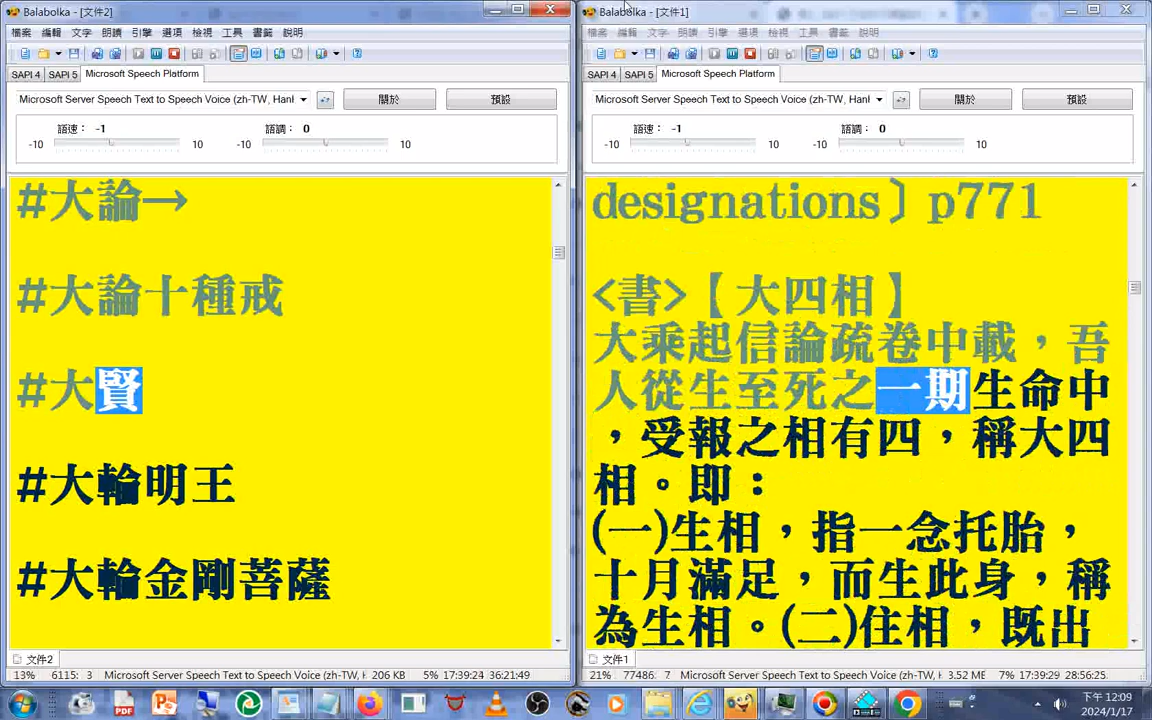 Balabolka - [文件2]
檔案 編輯 文字 朗讀 引擎 選項 檢視 工具 書籤 說明
SAPI 4 SAPI 5 Microsoft Speech Platform
Microsoft Server Speech Text to Speech Voice (zh-TW, Hanl
關於 預設
語速: -1 語調: 0
-10 10 -10 10
#大論→
#大論十種戒
#大賢
#大輪明王
#大輪金剛菩薩
文件2
13% 6115: 3 Microsoft Server Speech Text to Speech Voice (zh-TW, H 206 KB 5% 17:39:24 36:21:49
Balabolka - [文件1]
檔案 編輯 文字 朗讀 引擎 選項 檢視 工具 書籤 說明
SAPI 4 SAPI 5 Microsoft Speech Platform
Microsoft Server Speech Text to Speech Voice (zh-TW, Hanl
關於 預設
語速: -1 語調: 0
-10 10 -10 10
designations〕p771
<書>【大四相】
大乘起信論疏卷中載，吾
人從生至死之一期生命中
，受報之相有四，稱大四
相。即：
(一)生相，指一念托胎，
十月滿足，而生此身，稱
為生相。(二)住相，既出
文件1
21% 77486: 7 Microsoft Server Speech Text to Speech Voice (zh-TW, H 3.52 MB 7% 17:39:29 28:56:25
下午 12:09
2024/1/17